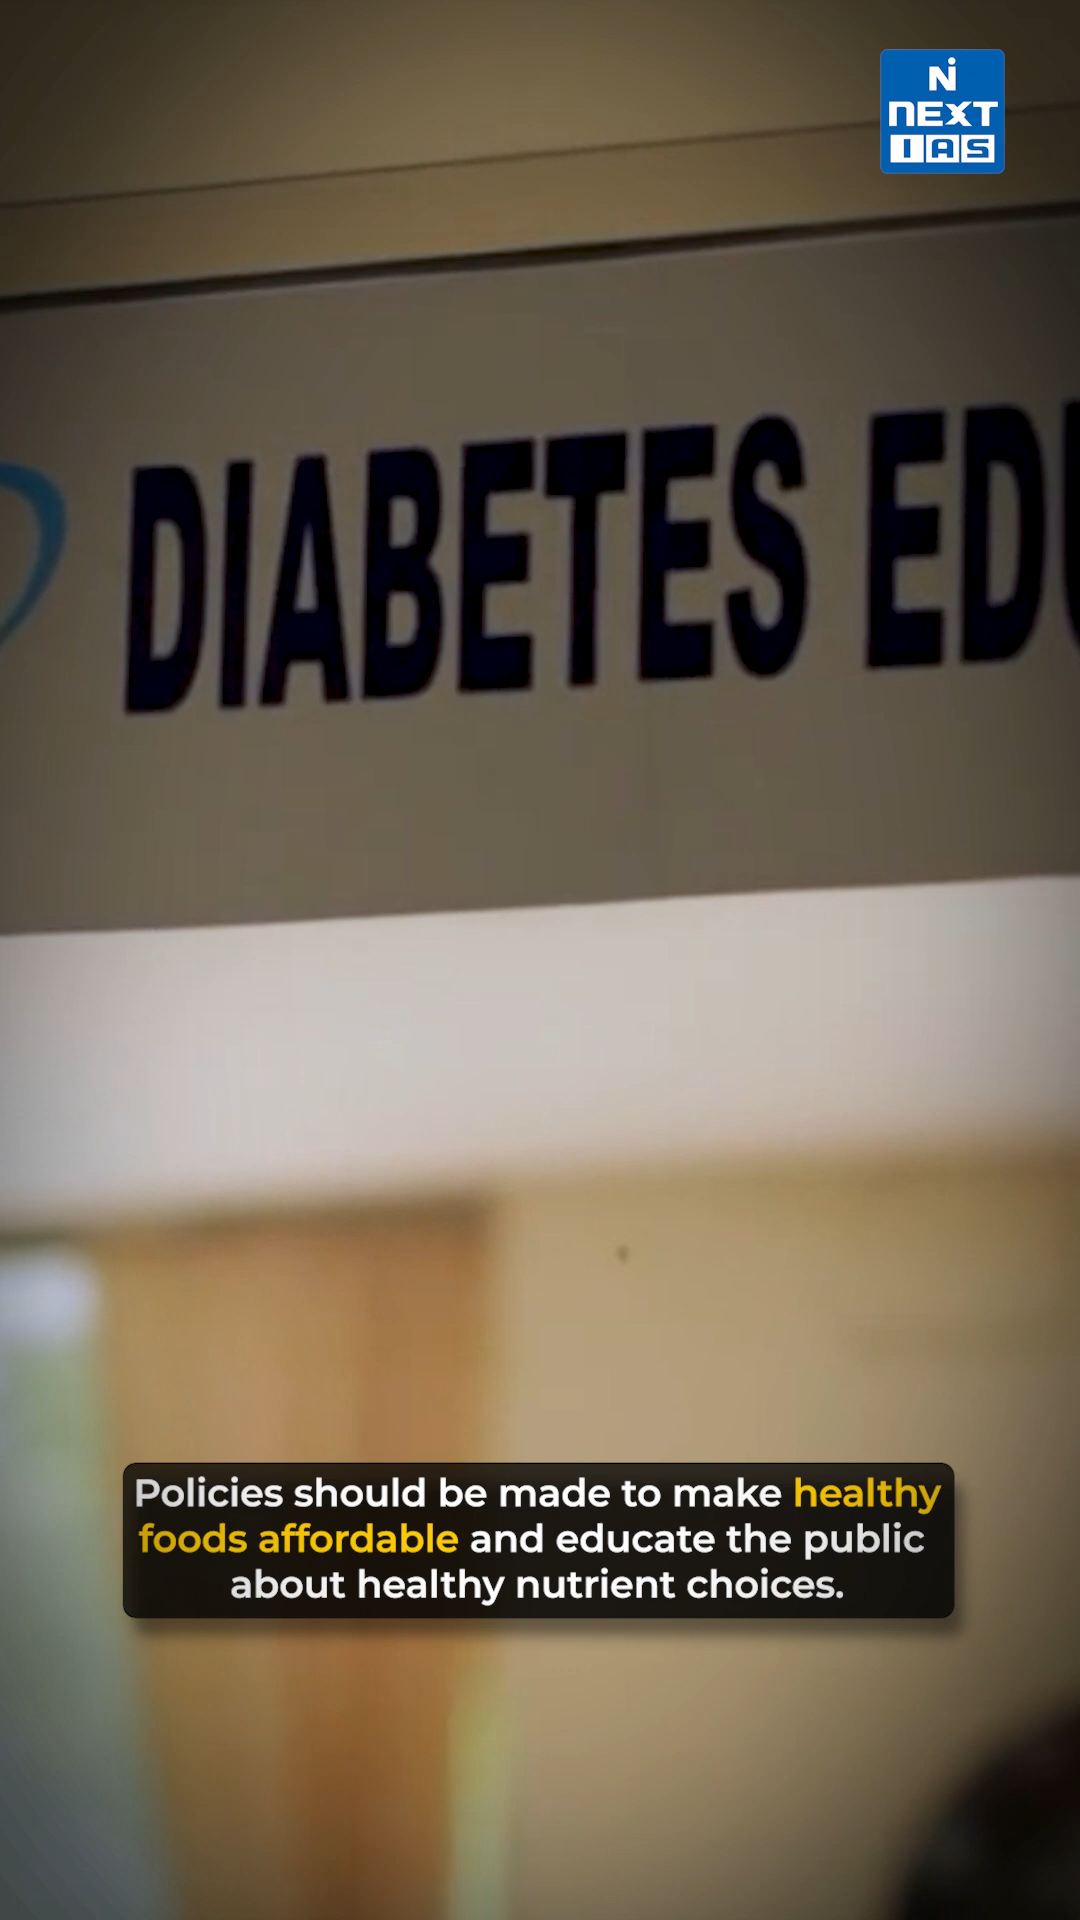 N
NEXT
IAS
DIABETES EDU
Policies should be made to make healthy
foods affordable and educate the public
about healthy nutrient choices.